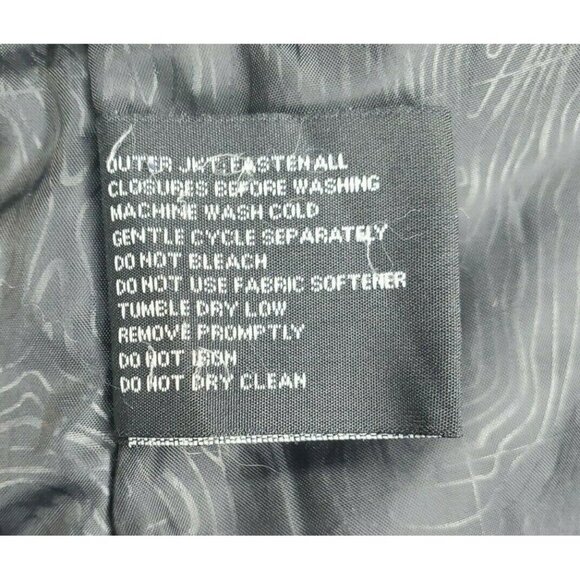 OUTER JKT: FASTEN ALL
CLOSURES BEFORE WASHING
MACHINE WASH COLD
GENTLE CYCLE SEPARATELY
DO NOT BLEACH
DO NOT USE FABRIC SOFTENER
TUMBLE DRY LOW
REMOVE PROMPTLY
DO NOT IRON
DO NOT DRY CLEAN